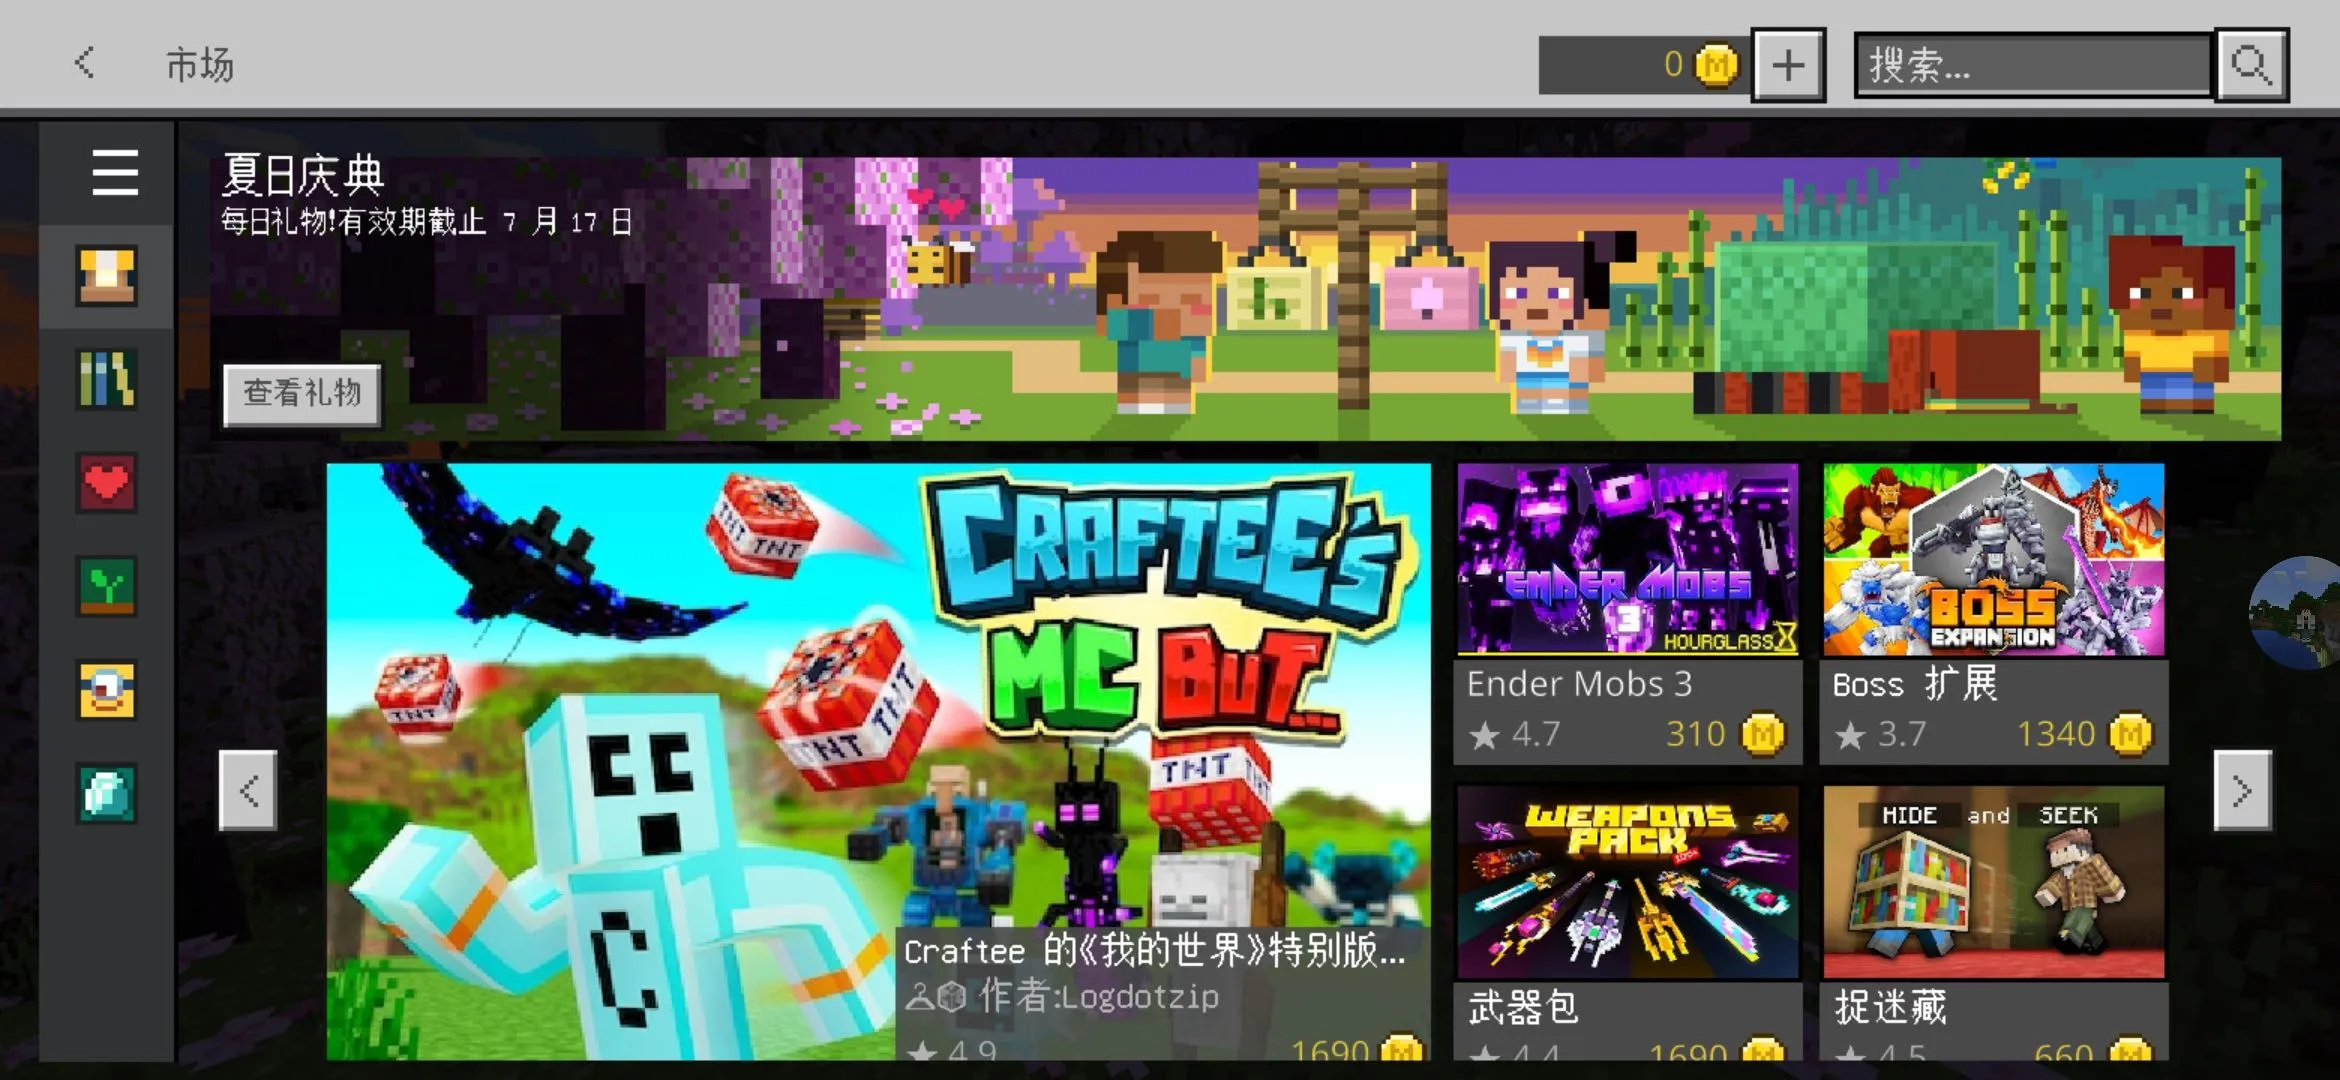 市场
0
搜索...
夏日庆典
每日礼物!有效期截止 7 月 17 日
查看礼物
CRAFTEE'S
MC BUT...
TNT
TNT
TNT
TNT
TNT
TNT
Craftee 的《我的世界》特别版...
作者:Logdotzip
4.9
1690
ENDER MOBS
3
HOURGLASS
Ender Mobs 3
4.7
310
BOSS
EXPANSION
Boss 扩展
3.7
1340
WEAPONS
PACK
武器包
4.4
1690
HIDE and SEEK
捉迷藏
4.5
660